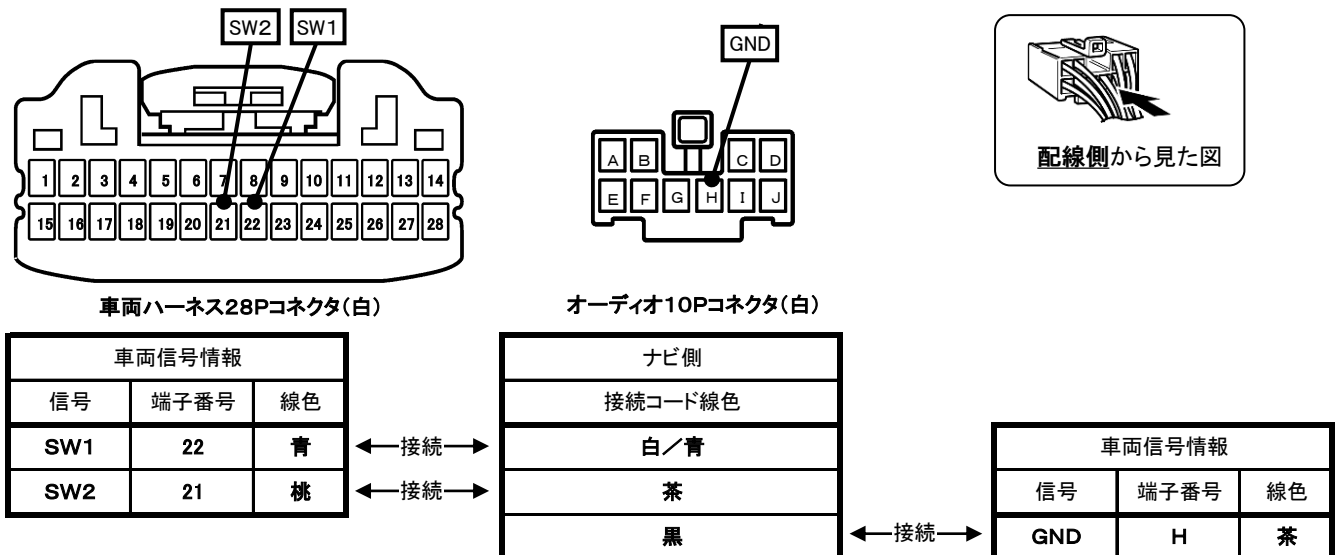 SW2 SW1
GND
1 2 3 4 5 6 7 8 9 10 11 12 13 14
15 16 17 18 19 20 21 22 23 24 25 26 27 28
A B C D
E F G H I J
配線側から見た図
車両ハーネス28Pコネクタ(白)
オーディオ10Pコネクタ(白)
車両信号情報
信号 端子番号 線色
SW1 22 青
SW2 21 桃
接続
接続
ナビ側
接続コード線色
白/青
茶
黒
接続
車両信号情報
信号 端子番号 線色
GND H 茶